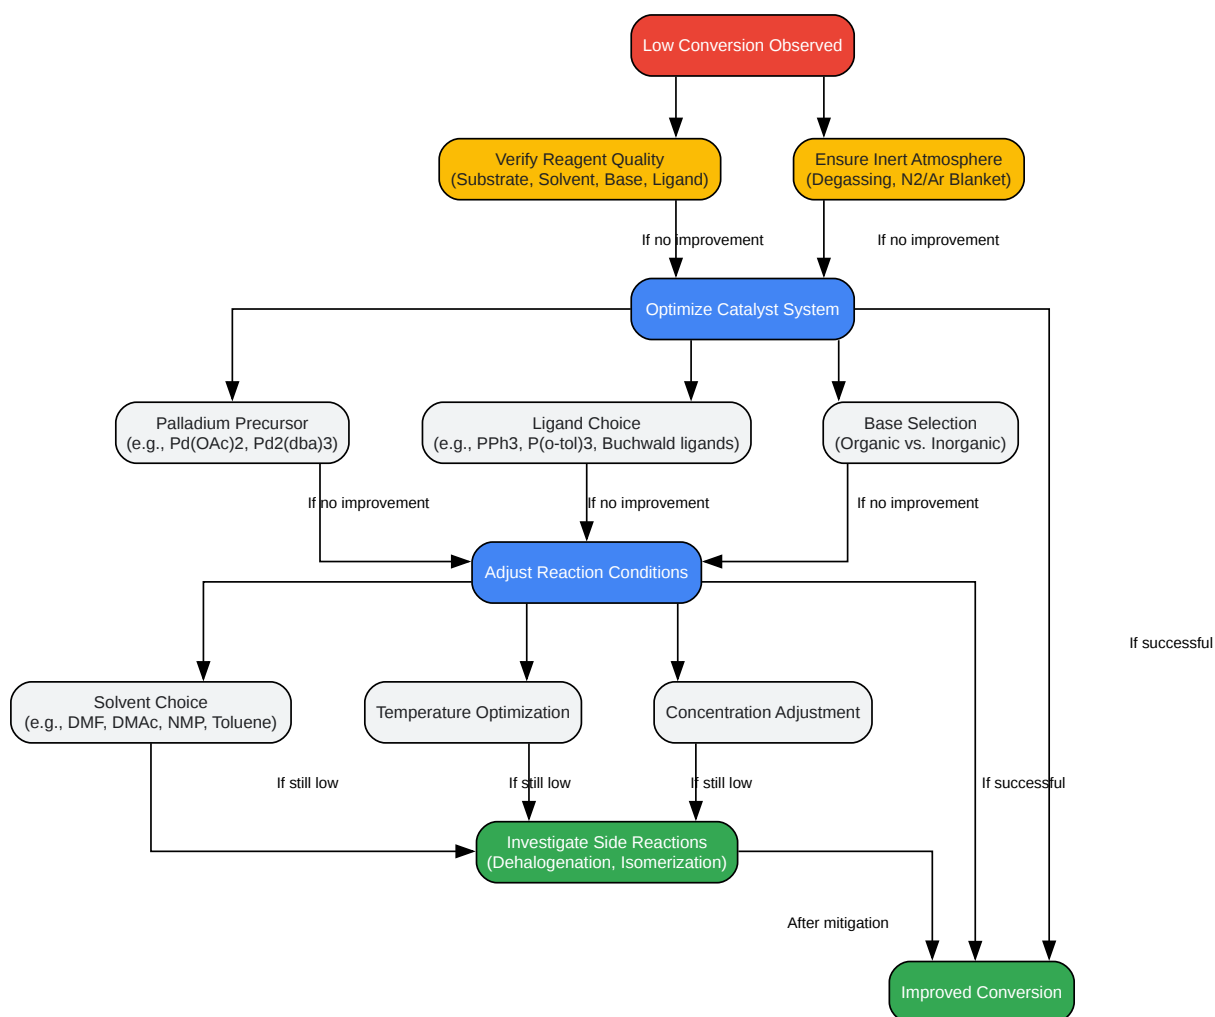 Low Conversion Observed
Verify Reagent Quality
(Substrate, Solvent, Base, Ligand)
Ensure Inert Atmosphere
(Degassing, N2/Ar Blanket)
If no improvement
If no improvement
Optimize Catalyst System
Palladium Precursor
(e.g., Pd(OAc)2, Pd2(dba)3)
Ligand Choice
(e.g., PPh3, P(o-tol)3, Buchwald ligands)
Base Selection
(Organic vs. Inorganic)
If no improvement
If no improvement
If no improvement
Adjust Reaction Conditions
If successful
Solvent Choice
(e.g., DMF, DMAc, NMP, Toluene)
Temperature Optimization
Concentration Adjustment
If still low
If still low
If still low
If successful
Investigate Side Reactions
(Dehalogenation, Isomerization)
After mitigation
Improved Conversion